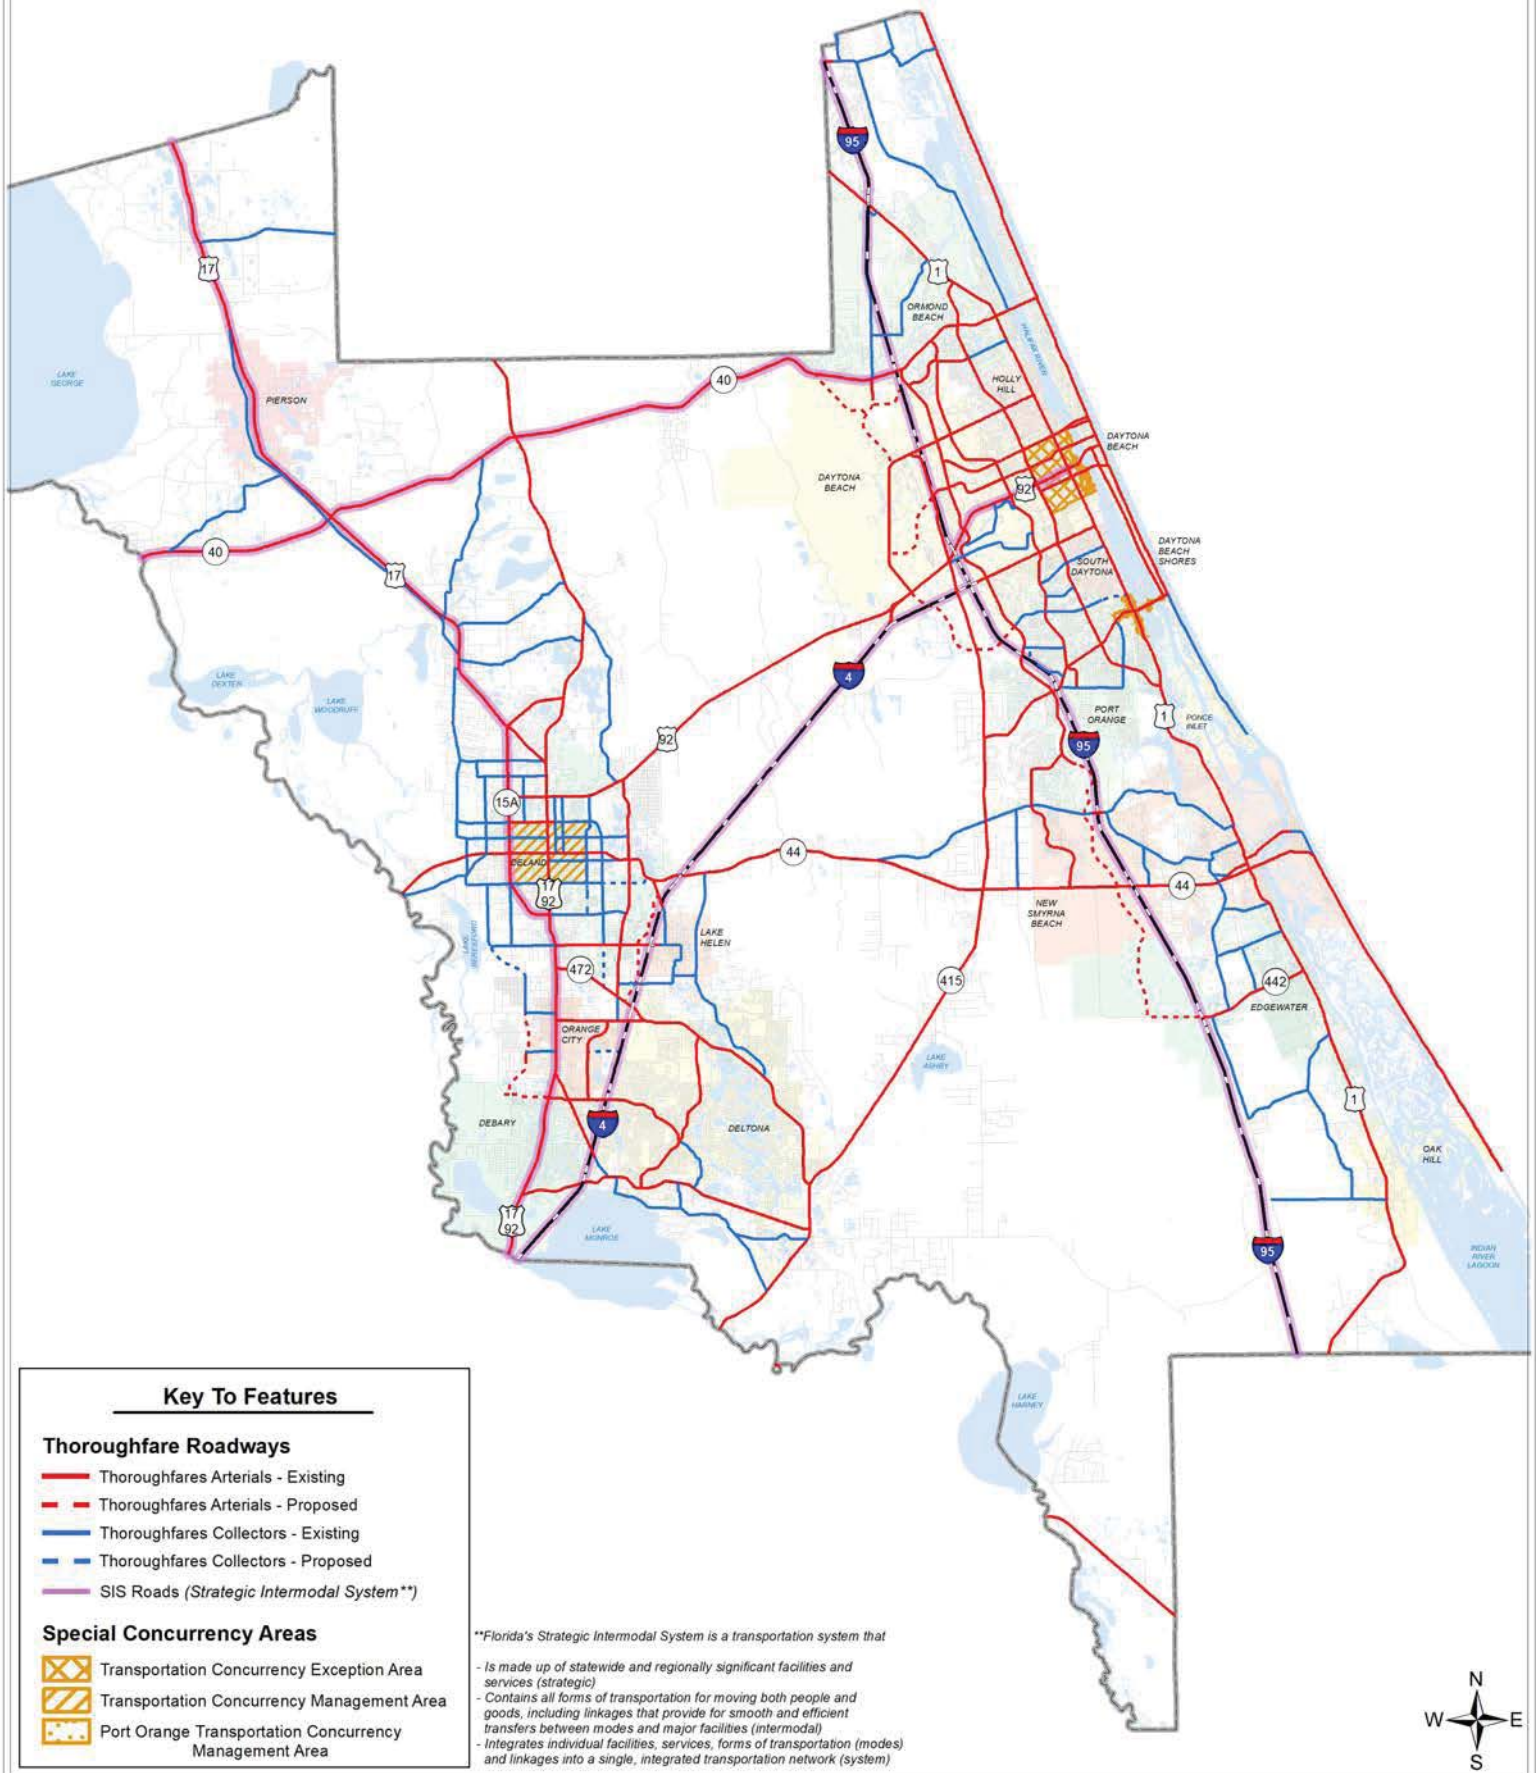 95
17
1
ORMOND
BEACH
HALIFAX RIVER
LAKE
GEORGE
PIERSON
40
HOLLY
HILL
DAYTONA
BEACH
DAYTONA
BEACH
92
40
17
DAYTONA
BEACH
SHORES
SOUTH
DAYTONA
LAKE
DEXTER
LAKE
WOODRUFF
4
92
PORT
ORANGE
1
PONCE
INLET
95
15A
44
DELAND
17
92
44
NEW
SMYRNA
BEACH
LAKE
BERESFORD
LAKE
HELEN
472
415
442
EDGEWATER
ORANGE
CITY
LAKE
ASHBY
1
DEBARY
4
DELTONA
OAK
HILL
17
92
LAKE
MONROE
95
INDIAN
RIVER
LAGOON
LAKE
HARNEY
Key To Features
Thoroughfare Roadways
Thoroughfares Arterials - Existing
Thoroughfares Arterials - Proposed
Thoroughfares Collectors - Existing
Thoroughfares Collectors - Proposed
SIS Roads (Strategic Intermodal System**)
Special Concurrency Areas
Transportation Concurrency Exception Area
Transportation Concurrency Management Area
Port Orange Transportation Concurrency
Management Area
**Florida's Strategic Intermodal System is a transportation system that
- Is made up of statewide and regionally significant facilities and
services (strategic)
- Contains all forms of transportation for moving both people and
goods, including linkages that provide for smooth and efficient
transfers between modes and major facilities (intermodal)
- Integrates individual facilities, services, forms of transportation (modes)
and linkages into a single, integrated transportation network (system)
N
W E
S